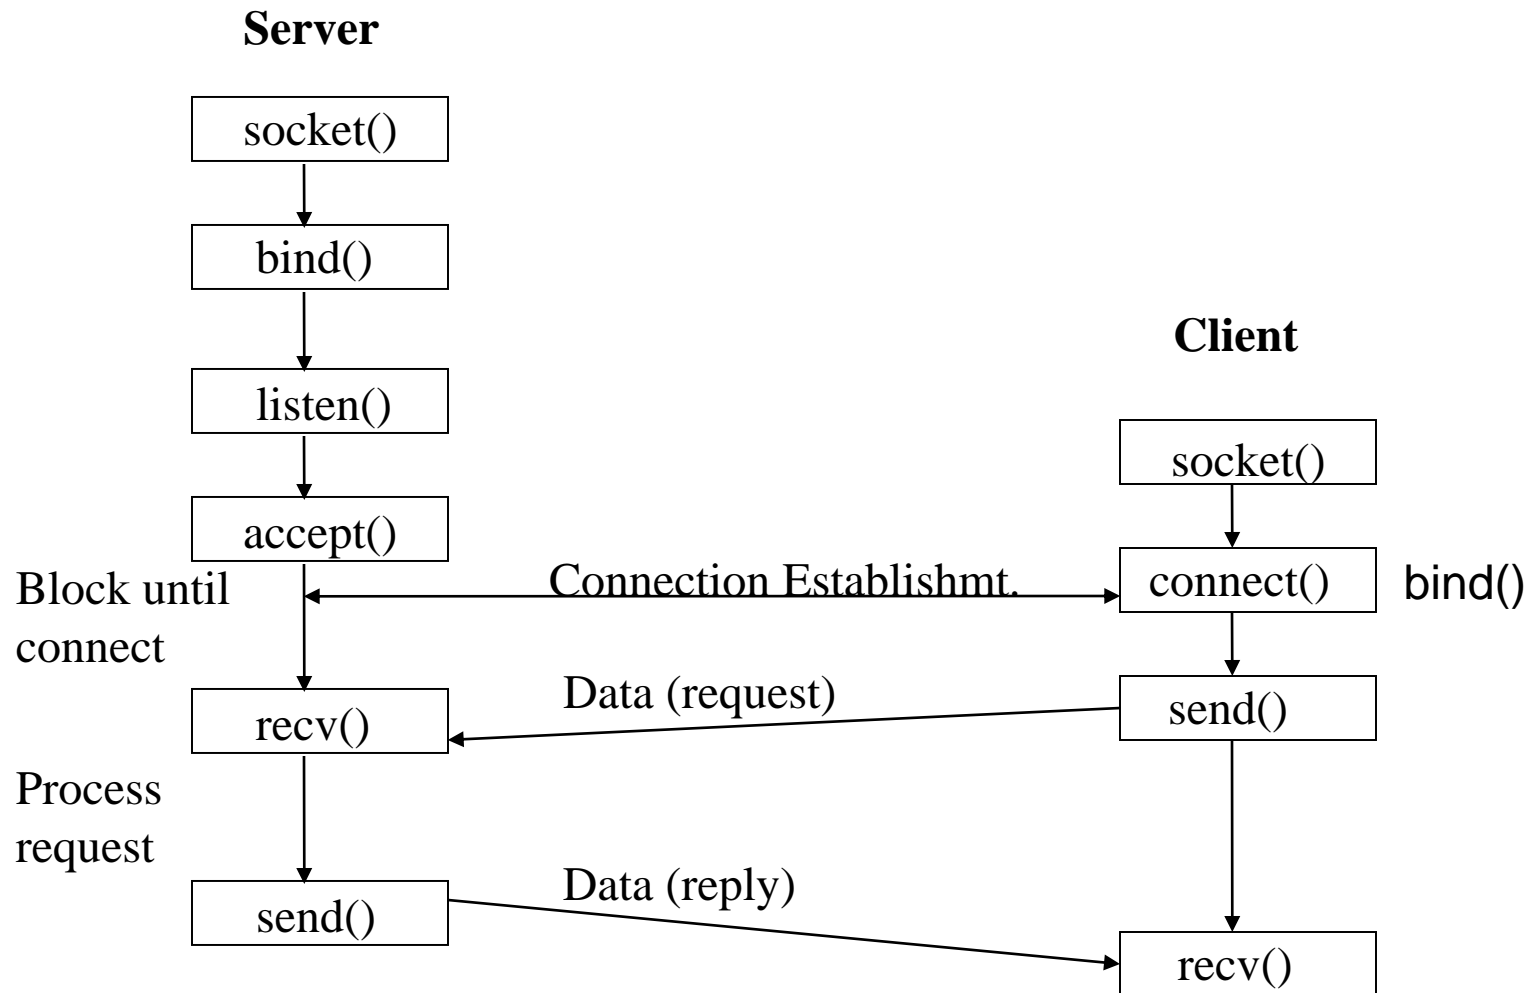 Server
socket()
bind()
listen()
accept()
Block until
connect
recv()
Process
request
send()
Connection Establishmt.
Data (request)
Data (reply)
Client
socket()
connect()
bind()
send()
recv()